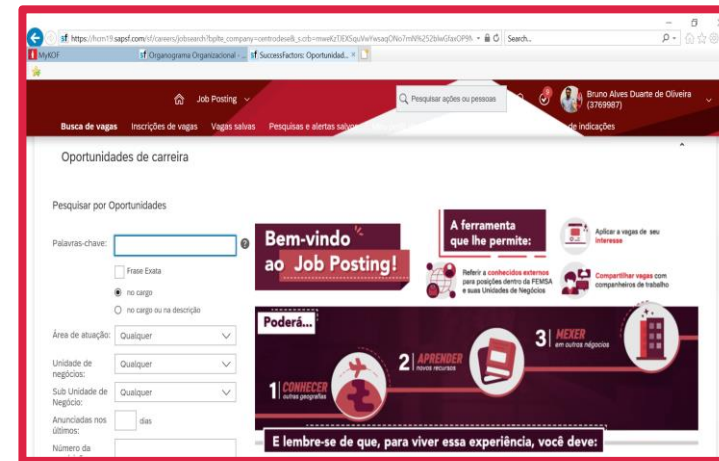 https://hcm19.sapsf.com/sf/careers/jobsearch?bplte_company=centrodese
Search...
MyKOF
Organograma Organizacional - ...
SuccessFactors: Oportunidad...
Job Posting
Pesquisar ações ou pessoas
Bruno Alves Duarte de Oliveira
(3769987)
Busca de vagas
Inscrições de vagas
Vagas salvas
Pesquisas e alertas salvos
de indicações
Oportunidades de carreira
Pesquisar por Oportunidades
Palavras-chave:
Frase Exata
no cargo
no cargo ou na descrição
Área de atuação:
Qualquer
Unidade de
negócios:
Qualquer
Sub Unidade de
Negócio:
Qualquer
Anunciadas nos
últimos:
dias
Número da
Bem-vindo
ao Job Posting!
A ferramenta
que lhe permite:
Aplicar a vagas de seu
interesse
Referir a conhecidos externos
para posições dentro da FEMSA
e suas Unidades de Negócios
Compartilhar vagas com
companheiros de trabalho
Poderá...
1 CONHECER
outras geografias
2 APRENDER
novos recursos
3 MEXER
em outros negócios
E lembre-se de que, para viver essa experiência, você deve: